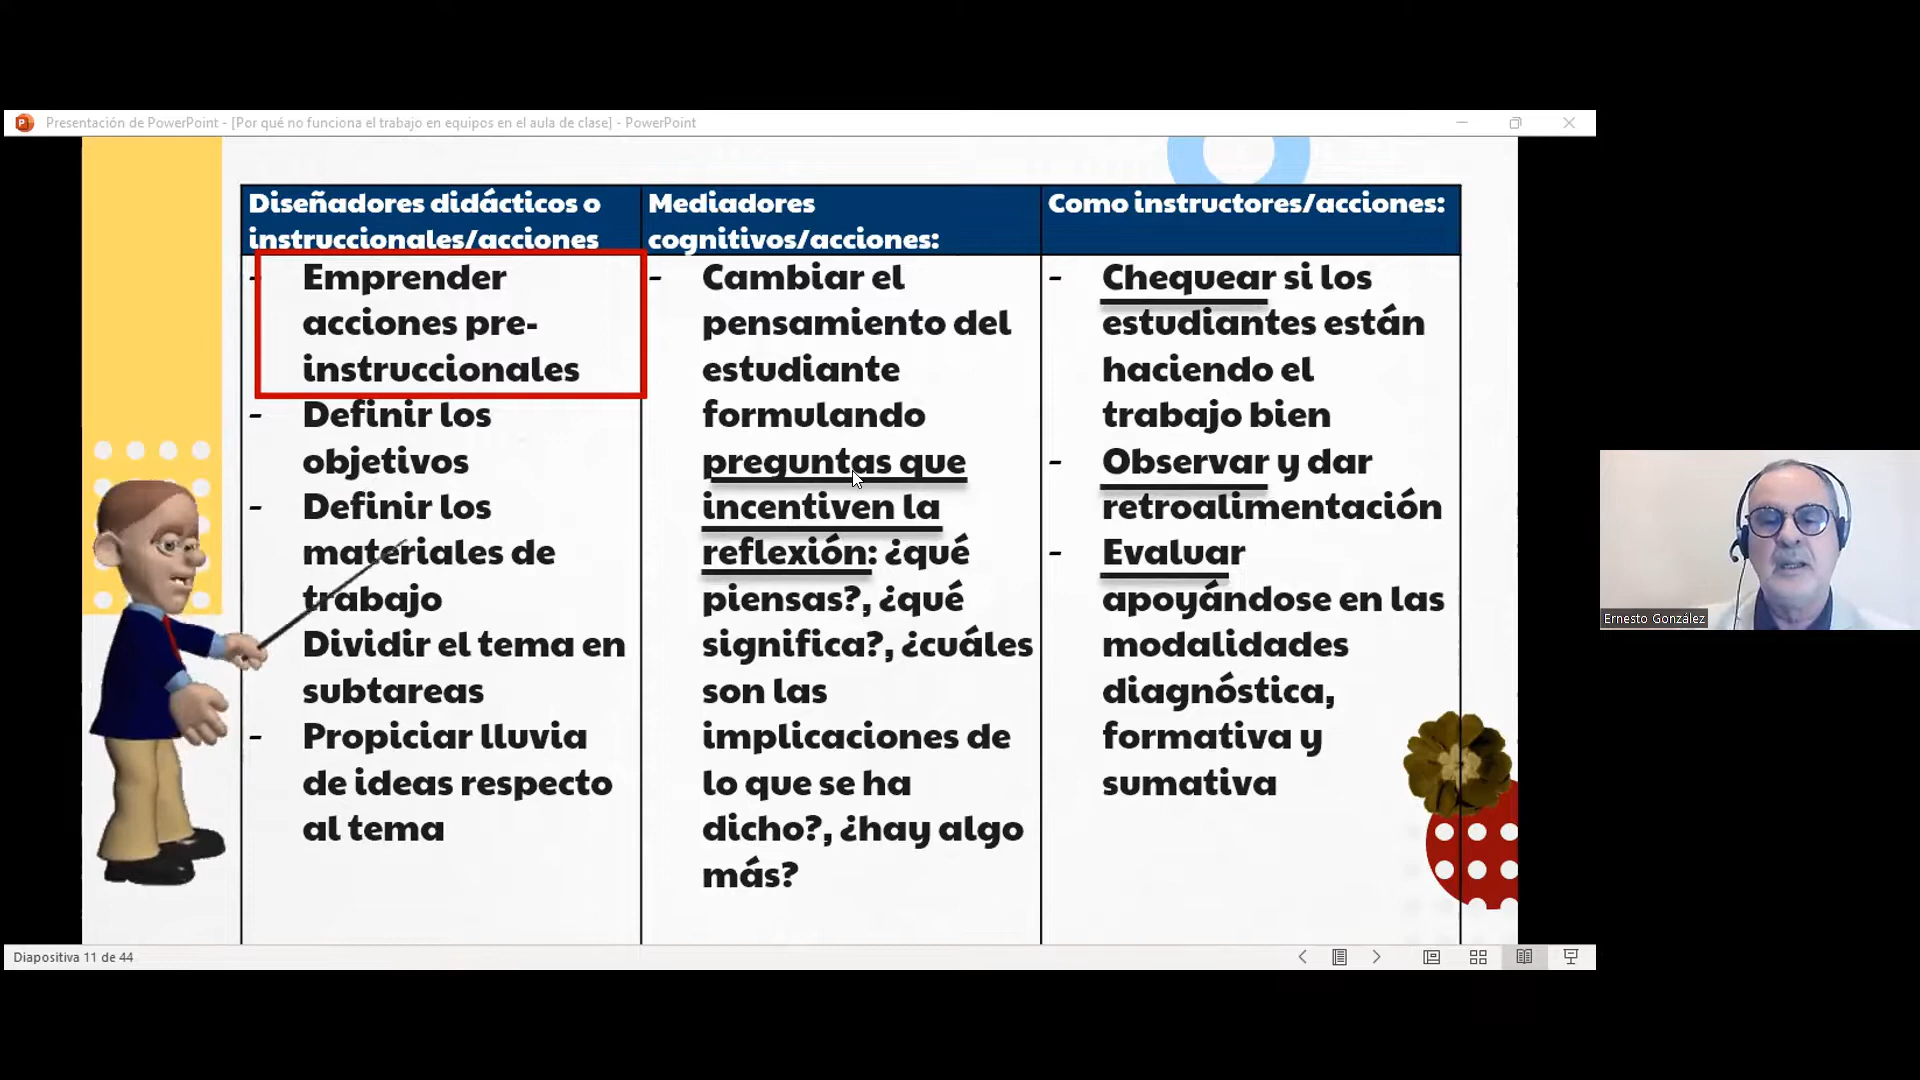 Presentación de PowerPoint - [Por qué no funciona el trabajo en equipos en el aula de clase] - PowerPoint
Diseñadores didácticos o
instruccionales/acciones
- Emprender
acciones pre-
instruccionales
- Definir los
objetivos
- Definir los
materiales de
trabajo
Dividir el tema en
subtareas
- Propiciar lluvia
de ideas respecto
al tema
Mediadores
cognitivos/acciones:
- Cambiar el
pensamiento del
estudiante
formulando
preguntas que
incentiven la
reflexión: ¿qué
piensas?, ¿qué
significa?, ¿cuáles
son las
implicaciones de
lo que se ha
dicho?, ¿hay algo
más?
Como instructores/acciones:
- Chequear si los
estudiantes están
haciendo el
trabajo bien
- Observar y dar
retroalimentación
- Evaluar
apoyándose en las
modalidades
diagnóstica,
formativa y
sumativa
Ernesto González
Diapositiva 11 de 44